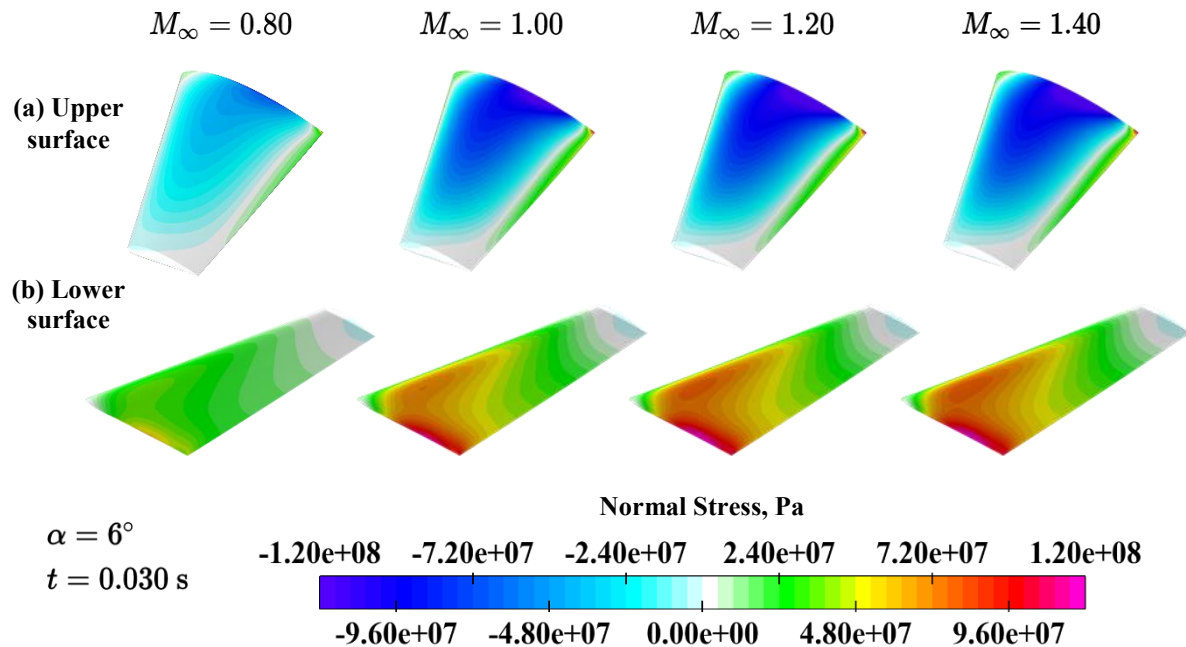 M∞ = 0.80 M∞ = 1.00 M∞ = 1.20 M∞ = 1.40
(a) Upper
surface
(b) Lower
surface
Normal Stress, Pa
α = 6°
t = 0.030 s
-1.20e+08 -7.20e+07 -2.40e+07 2.40e+07 7.20e+07 1.20e+08
-9.60e+07 -4.80e+07 0.00e+00 4.80e+07 9.60e+07